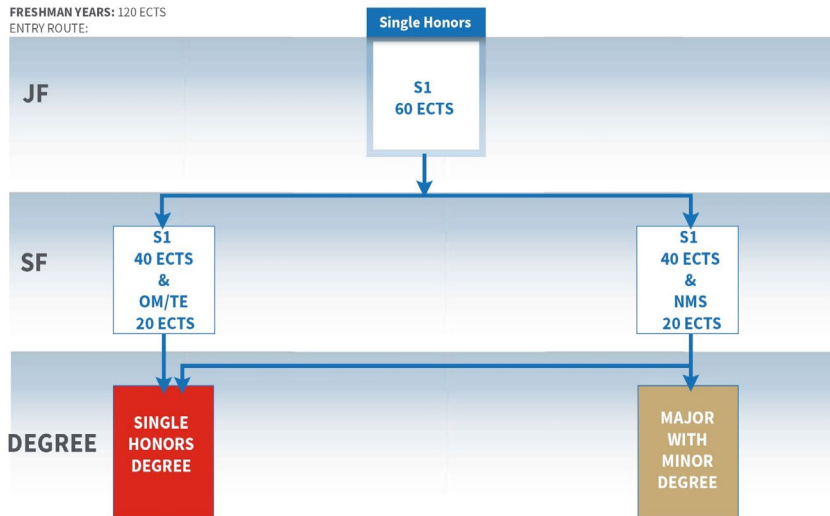 FRESHMAN YEARS: 120 ECTS
ENTRY ROUTE:
Single Honors
JF
S1
60 ECTS
SF
S1
40 ECTS
&
OM/TE
20 ECTS
S1
40 ECTS
&
NMS
20 ECTS
DEGREE
SINGLE
HONORS
DEGREE
MAJOR
WITH
MINOR
DEGREE